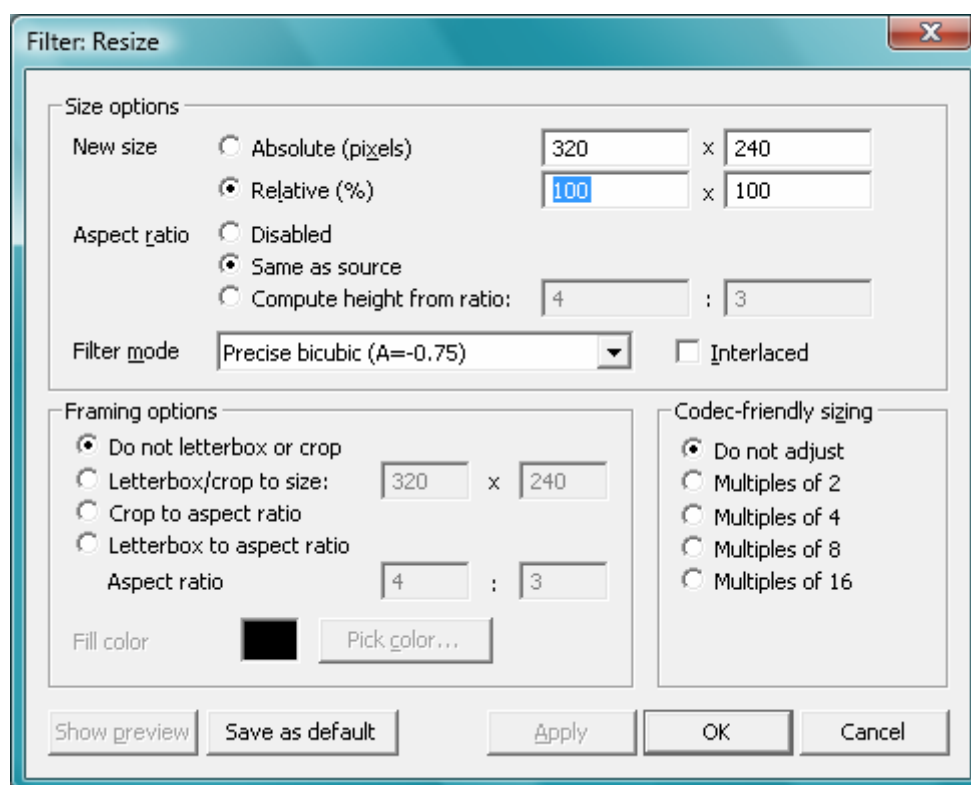 Filter: Resize
Size options
New size Absolute (pixels) 320 x 240
Relative (%) 100 x 100
Aspect ratio Disabled
Same as source
Compute height from ratio: 4 : 3
Filter mode Precise bicubic (A=-0.75) Interlaced
Framing options
Do not letterbox or crop
Letterbox/crop to size: 320 x 240
Crop to aspect ratio
Letterbox to aspect ratio
Aspect ratio 4 : 3
Fill color Pick color...
Codec-friendly sizing
Do not adjust
Multiples of 2
Multiples of 4
Multiples of 8
Multiples of 16
Show preview Save as default Apply OK Cancel